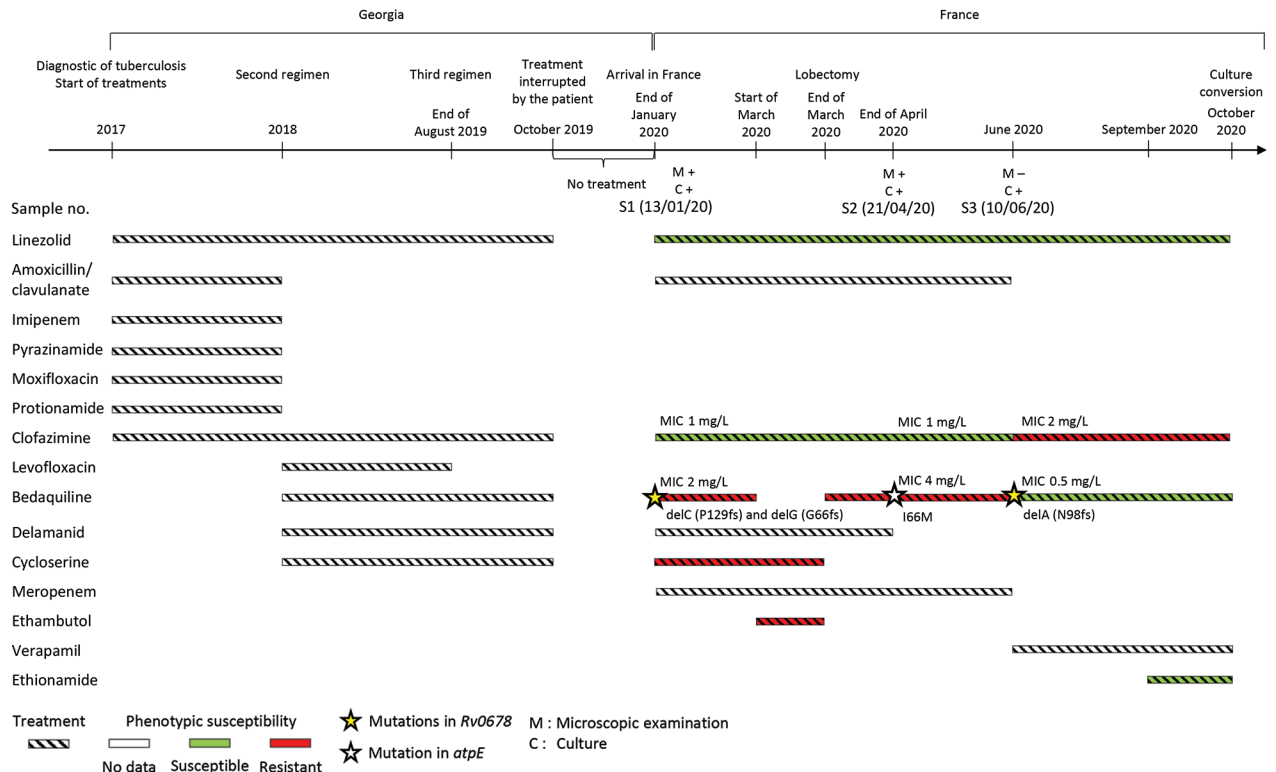 Georgia
France
Diagnostic of tuberculosis
Start of treatments
2017
Second regimen
2018
Third regimen
End of
August 2019
Treatment
interrupted
by the patient
October 2019
Arrival in France
End of
January
2020
Start of
March
2020
Lobectomy
End of
March
2020
End of April
2020
June 2020
September 2020
Culture
conversion
October
2020
No treatment
M +
C +
S1 (13/01/20)
M +
C +
S2 (21/04/20)
M –
C +
S3 (10/06/20)
Sample no.
Linezolid
Amoxicillin/
clavulanate
Imipenem
Pyrazinamide
Moxifloxacin
Protionamide
Clofazimine
MIC 1 mg/L
MIC 1 mg/L
MIC 2 mg/L
Levofloxacin
Bedaquiline
MIC 2 mg/L
MIC 4 mg/L
MIC 0.5 mg/L
delC (P129fs) and delG (G66fs)
I66M
delA (N98fs)
Delamanid
Cycloserine
Meropenem
Ethambutol
Verapamil
Ethionamide
Treatment
Phenotypic susceptibility
No data
Susceptible
Resistant
Mutations in Rv0678
Mutation in atpE
M : Microscopic examination
C : Culture